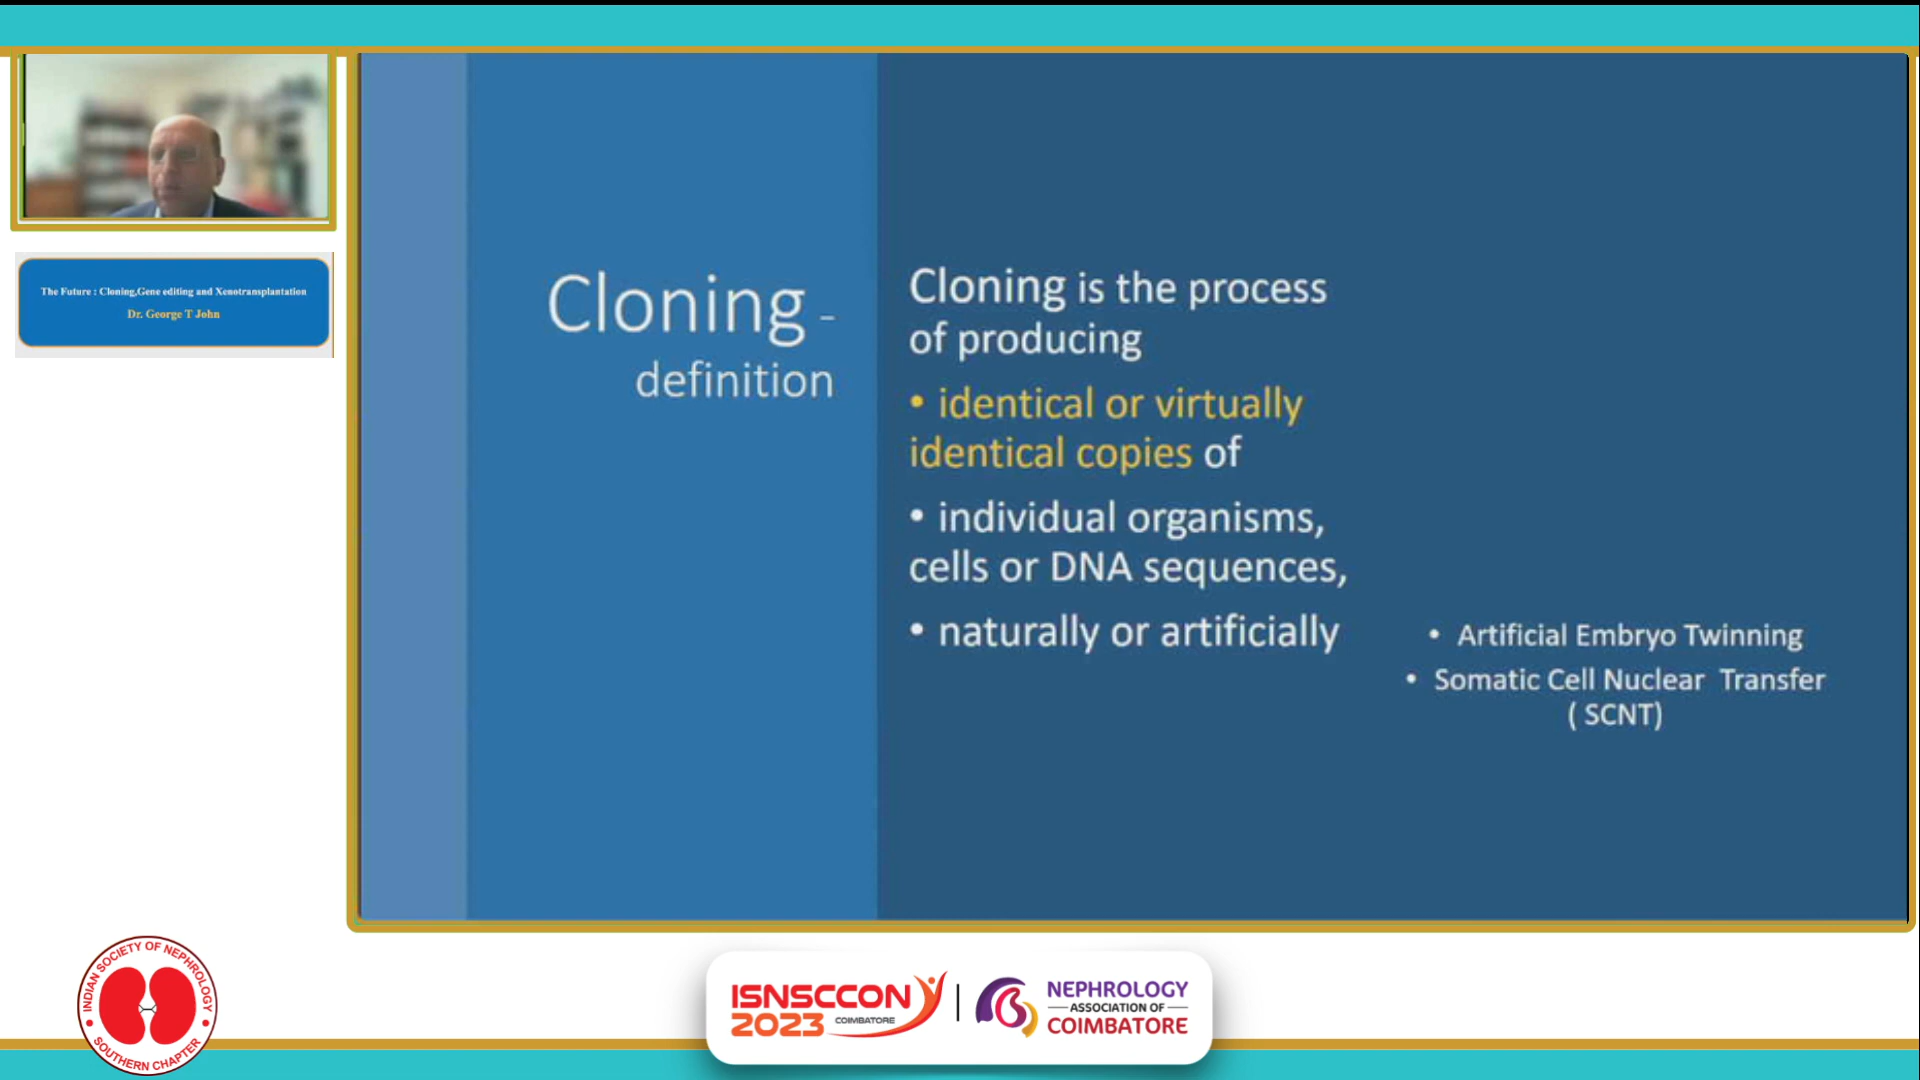 The Future : Cloning,Gene editing and Xenotransplantation
Dr. George T John
Cloning –
definition
Cloning is the process
of producing
• identical or virtually
identical copies of
• individual organisms,
cells or DNA sequences,
• naturally or artificially
• Artificial Embryo Twinning
• Somatic Cell Nuclear Transfer
( SCNT)
INDIAN SOCIETY OF NEPHROLOGY
SOUTHERN CHAPTER
ISNSCCON
2023 COIMBATORE
NEPHROLOGY
ASSOCIATION OF
COIMBATORE